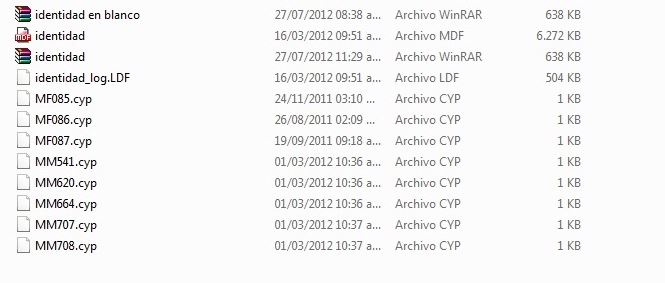 identidad en blanco 27/07/2012 08:38 a... Archivo WinRAR 638 KB
identidad 16/03/2012 09:51 a... Archivo MDF 6.272 KB
identidad 27/07/2012 11:29 a... Archivo WinRAR 638 KB
identidad_log.LDF 16/03/2012 09:51 a... Archivo LDF 504 KB
MF085.cyp 24/11/2011 03:10 ... Archivo CYP 1 KB
MF086.cyp 26/08/2011 02:09 ... Archivo CYP 1 KB
MF087.cyp 19/09/2011 09:18 a... Archivo CYP 1 KB
MM541.cyp 01/03/2012 10:36 a... Archivo CYP 1 KB
MM620.cyp 01/03/2012 10:36 a... Archivo CYP 1 KB
MM664.cyp 01/03/2012 10:36 a... Archivo CYP 1 KB
MM707.cyp 01/03/2012 10:37 a... Archivo CYP 1 KB
MM708.cyp 01/03/2012 10:37 a... Archivo CYP 1 KB